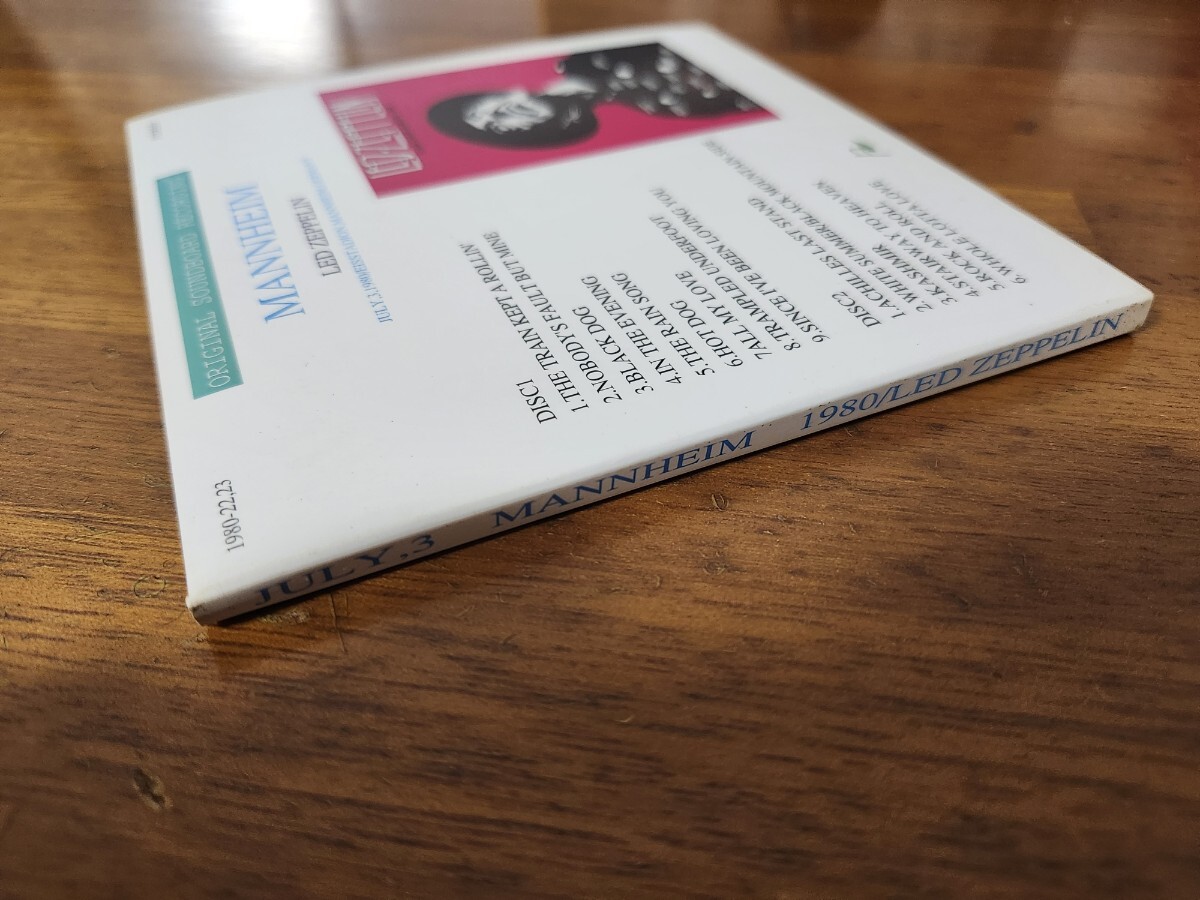 ORIGINAL SOUNDBOARD RECORDING
MANNHEIM
LED ZEPPELIN
DISC1
1.THE TRAIN KEPT A ROLLIN'
2.NOBODY'S FAULT BUT MINE
3.BLACK DOG
4.IN THE EVENING
5.THE RAIN SONG
6.HOT DOG
7ALL MY LOVE
8.TRAMPLED UNDERFOOT
9.SINCE I'VE BEEN LOVING YOU
DISC2
1.ACHILLES LAST STAND
2.WHITE SUMMER/BLACK MOUNTAIN SIDE
3.KASHMIR
4.STAIRWAY TO HEAVEN
5.ROCK AND ROLL
6.WHOLE LOTTA LOVE
1980-22,23
JULY.3 MANNHEIM 1980/LED ZEPPELIN